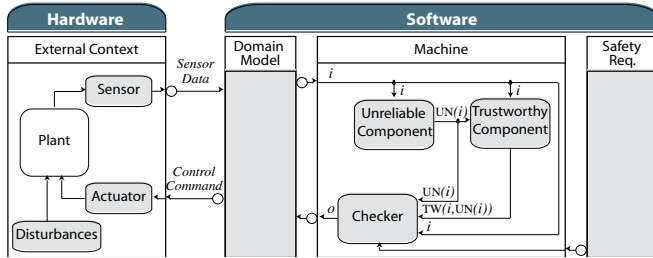 Hardware
Software
External Context
Domain
Model
Machine
Safety
Req.
Sensor
Data
Sensor
Plant
Control
Command
Actuator
Disturbances
i
i
i
Unreliable
Component
UN(i)
Trustworthy
Component
UN(i)
TW(i,UN(i))
i
o
Checker